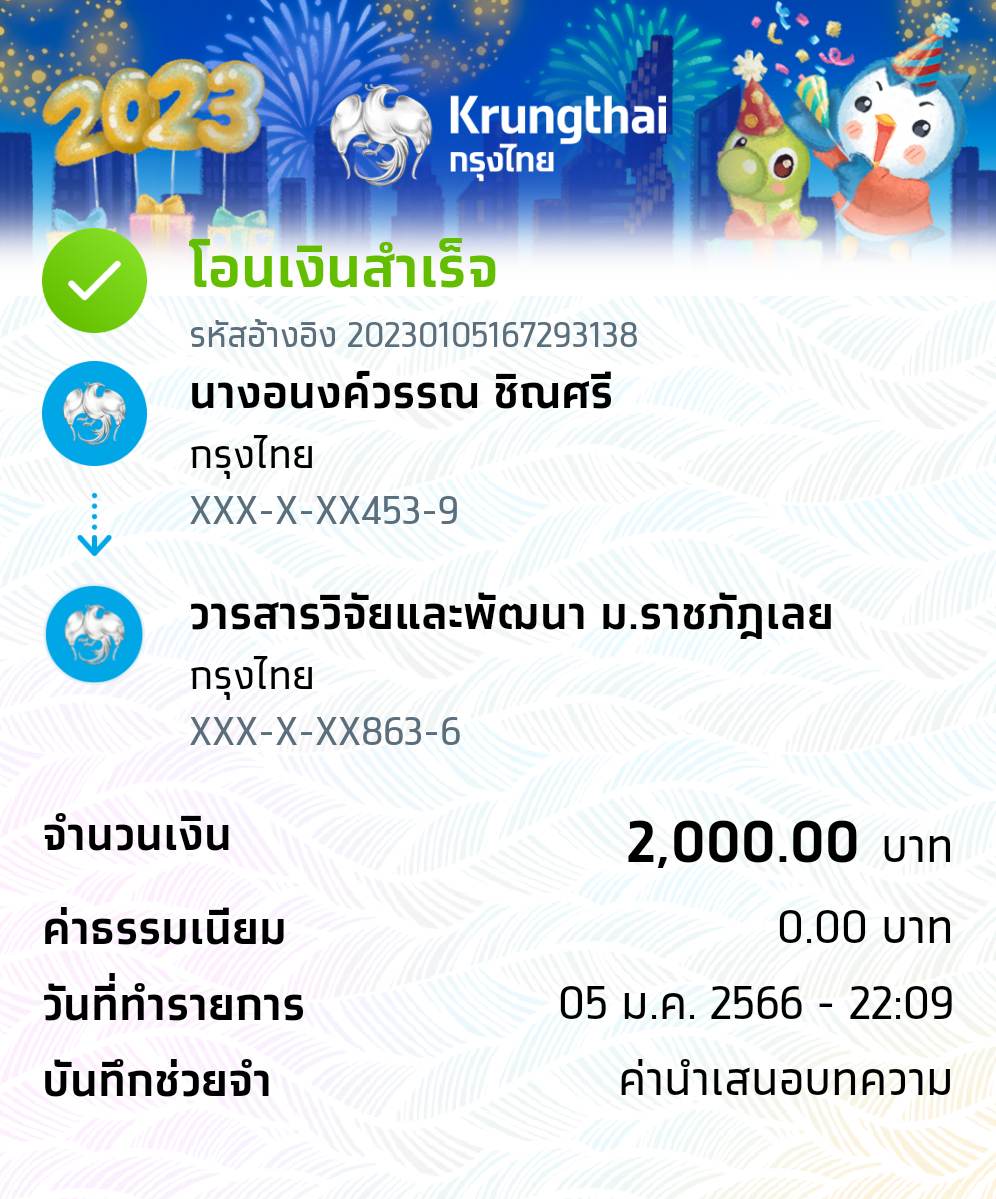 2023
Krungthai
กรุงไทย
โอนเงินสำเร็จ
รหัสอ้างอิง 20230105167293138
นางอนงค์วรรณ ชิณศรี
กรุงไทย
XXX-X-XX453-9
วารสารวิจัยและพัฒนา ม.ราชภัฎเลย
กรุงไทย
XXX-X-XX863-6
จำนวนเงิน 2,000.00 บาท
ค่าธรรมเนียม 0.00 บาท
วันที่ทำรายการ 05 ม.ค. 2566 - 22:09
บันทึกช่วยจำ ค่านำเสนอบทความ